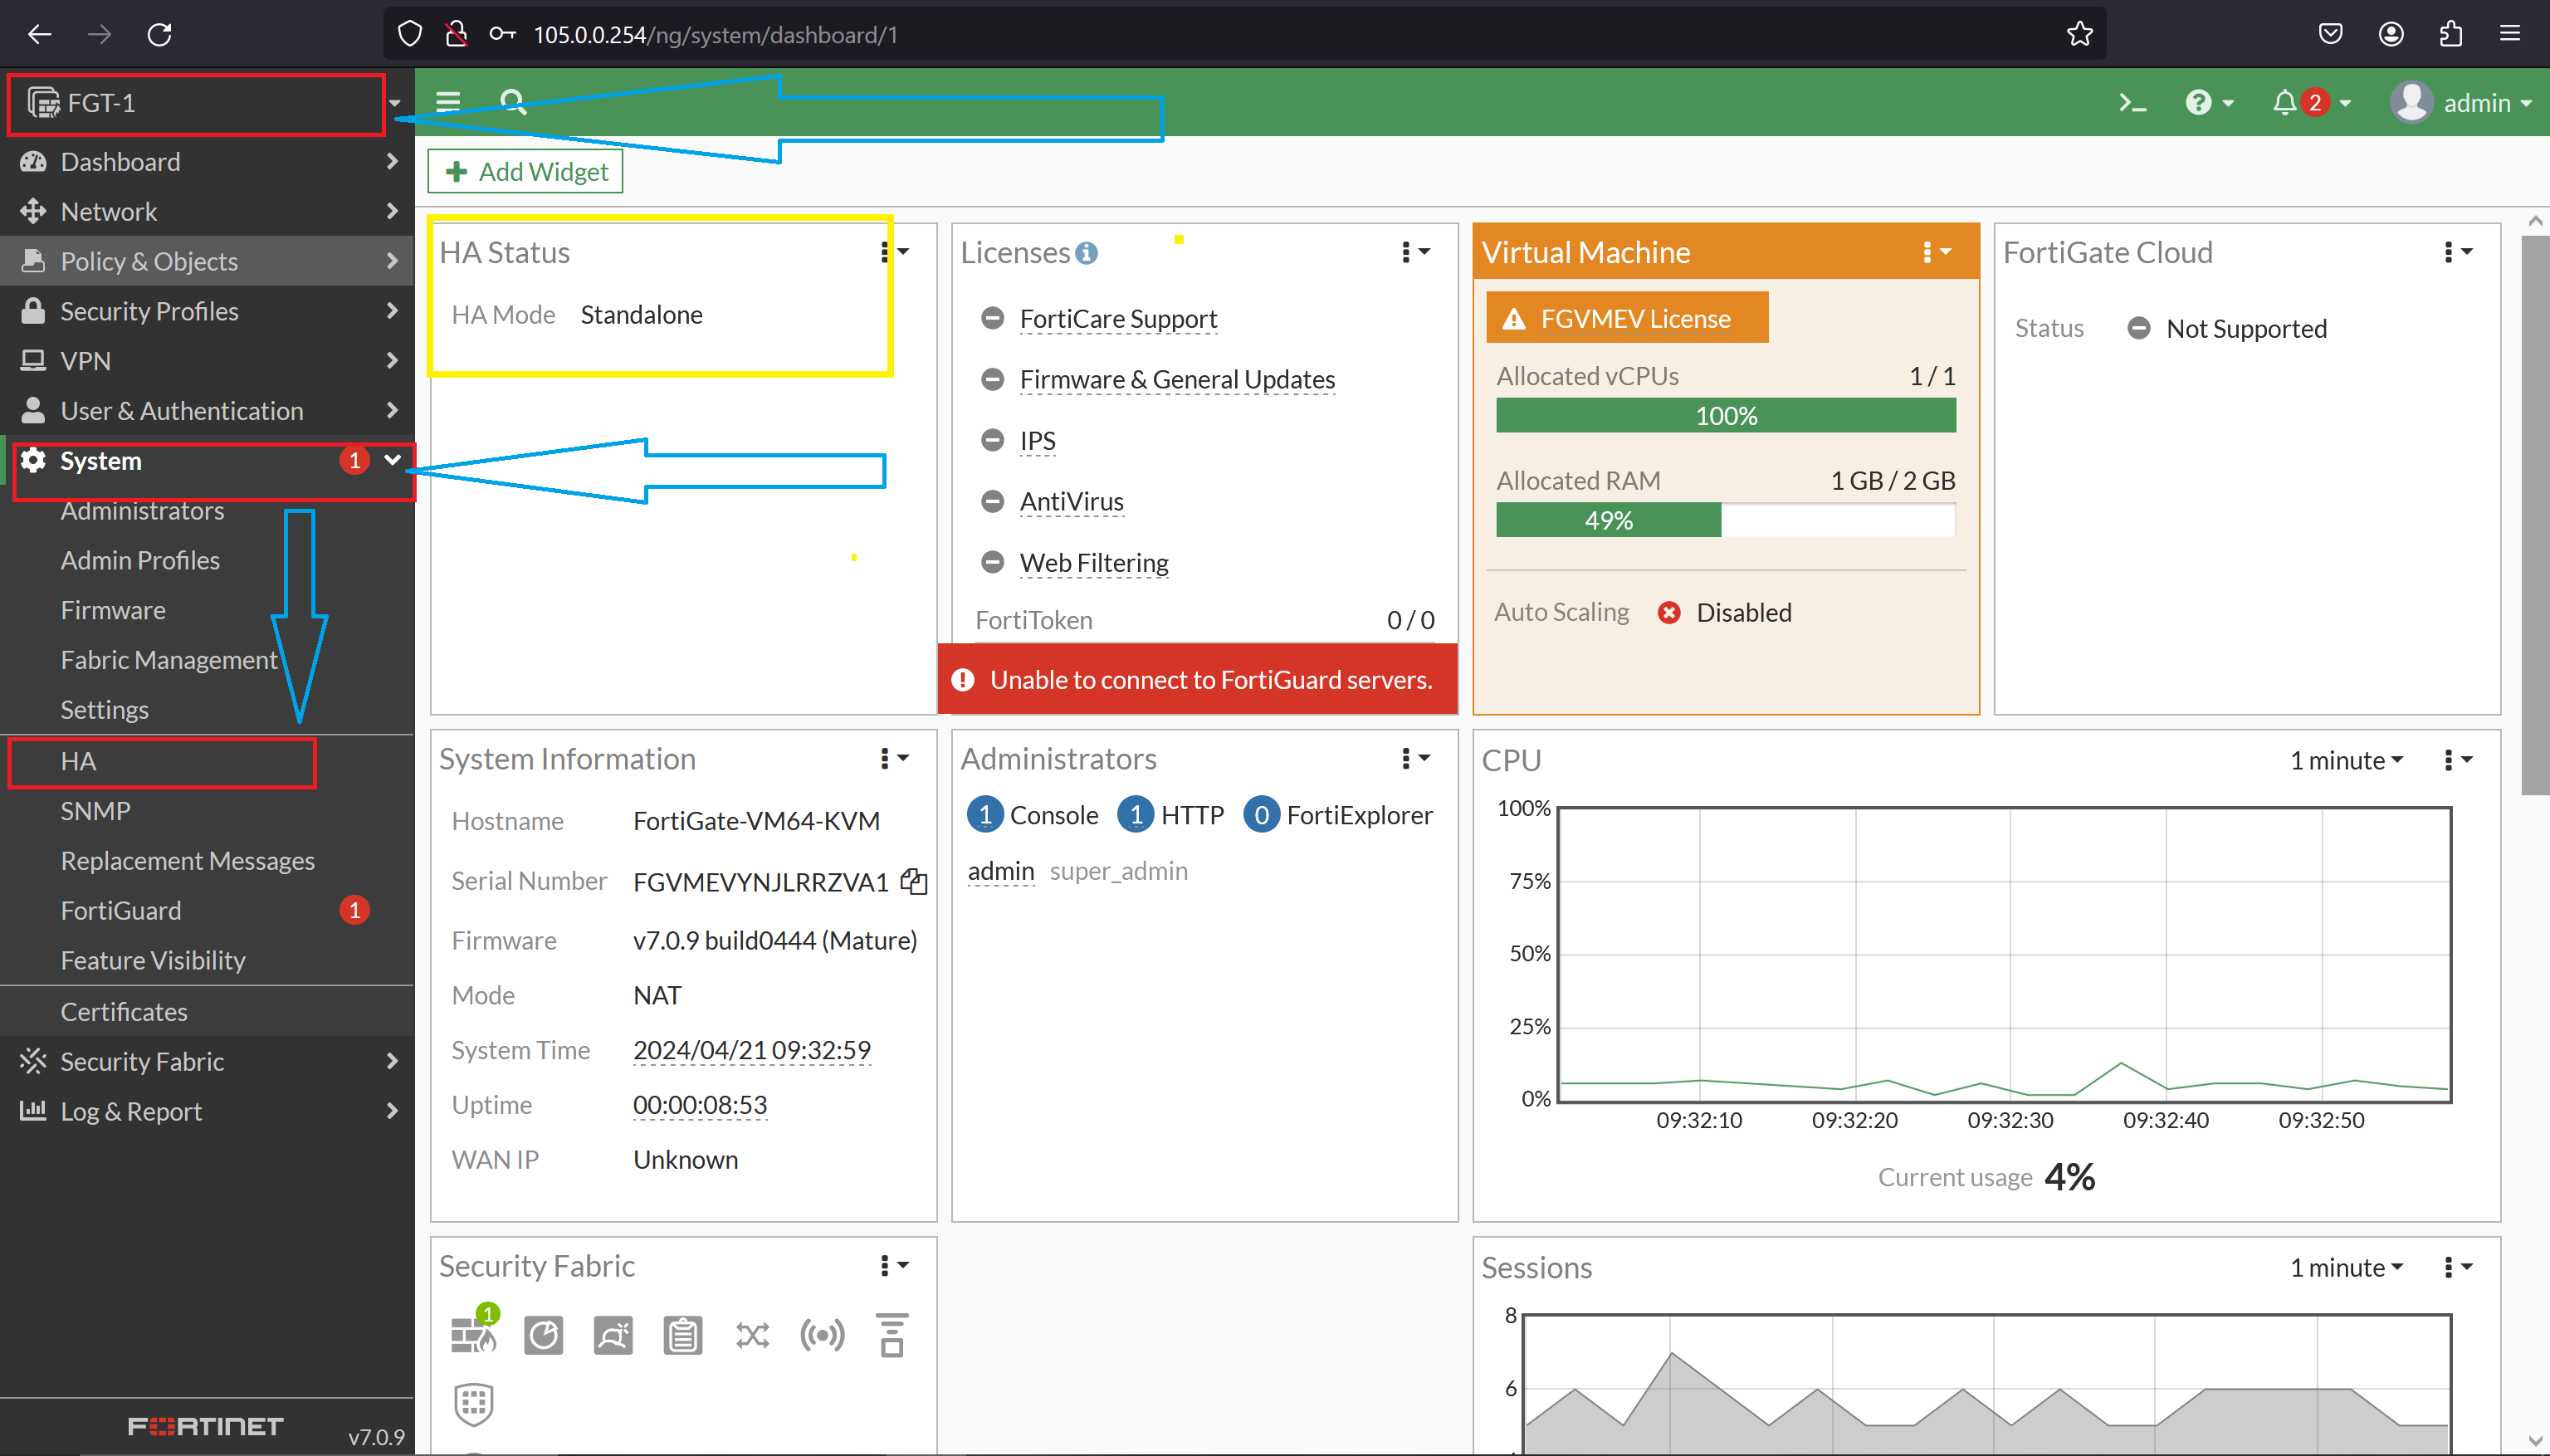 105.0.0.254/ng/system/dashboard/1
FGT-1
2
admin
Dashboard
Network
Policy & Objects
Security Profiles
VPN
User & Authentication
System 1
Administrators
Admin Profiles
Firmware
Fabric Management
Settings
HA
SNMP
Replacement Messages
FortiGuard 1
Feature Visibility
Certificates
Security Fabric
Log & Report
FORTINET
v7.0.9
Add Widget
HA Status
HA Mode Standalone
Licenses
FortiCare Support
Firmware & General Updates
IPS
AntiVirus
Web Filtering
FortiToken 0 / 0
Unable to connect to FortiGuard servers.
Virtual Machine
FGVMEV License
Allocated vCPUs 1 / 1
100%
Allocated RAM 1 GB / 2 GB
49%
Auto Scaling Disabled
FortiGate Cloud
Status Not Supported
System Information
Hostname FortiGate-VM64-KVM
Serial Number FGVMEVYNJLRRZVA1
Firmware v7.0.9 build0444 (Mature)
Mode NAT
System Time 2024/04/21 09:32:59
Uptime 00:00:08:53
WAN IP Unknown
Administrators
1 Console 1 HTTP 0 FortiExplorer
admin super_admin
CPU 1 minute
100%
75%
50%
25%
0%
09:32:10 09:32:20 09:32:30 09:32:40 09:32:50
Current usage 4%
Security Fabric
1
Sessions 1 minute
8
6